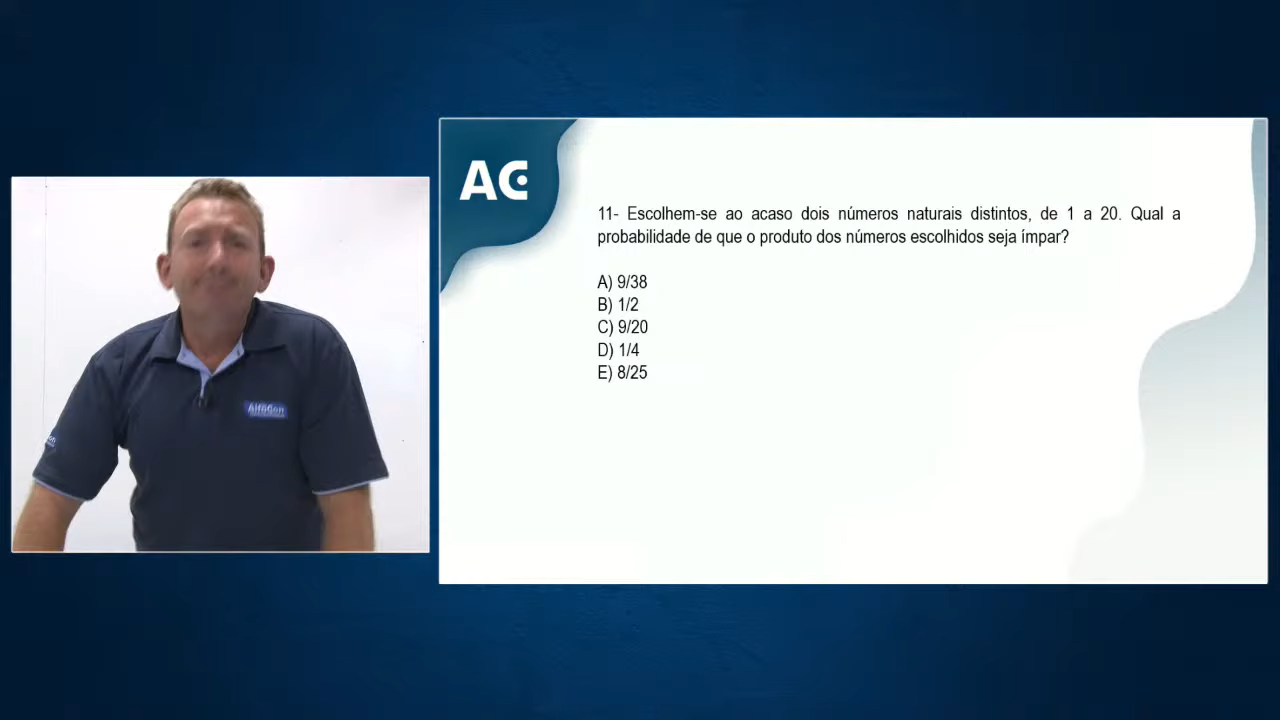 AC
11- Escolhem-se ao acaso dois números naturais distintos, de 1 a 20. Qual a
probabilidade de que o produto dos números escolhidos seja ímpar?
A) 9/38
B) 1/2
C) 9/20
D) 1/4
E) 8/25
AlfaCon